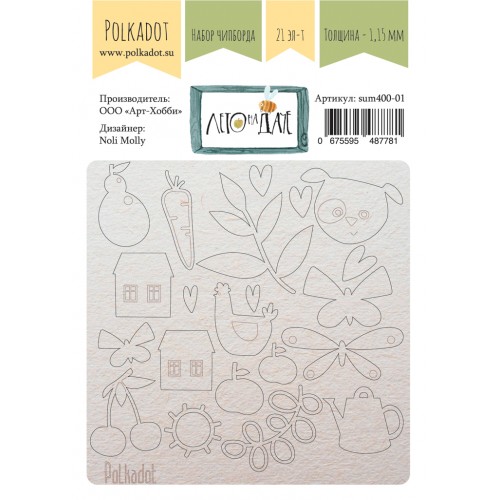 Polkadot
www.polkadot.su
Набор чипборда
21 эл-т
Толщина - 1,15 мм
Производитель:
ООО «Арт-Хобби»
Дизайнер:
Noli Molly
ЛЕТО НА ДАЧЕ
Артикул: sum400-01
0 675595 487781
Polkadot